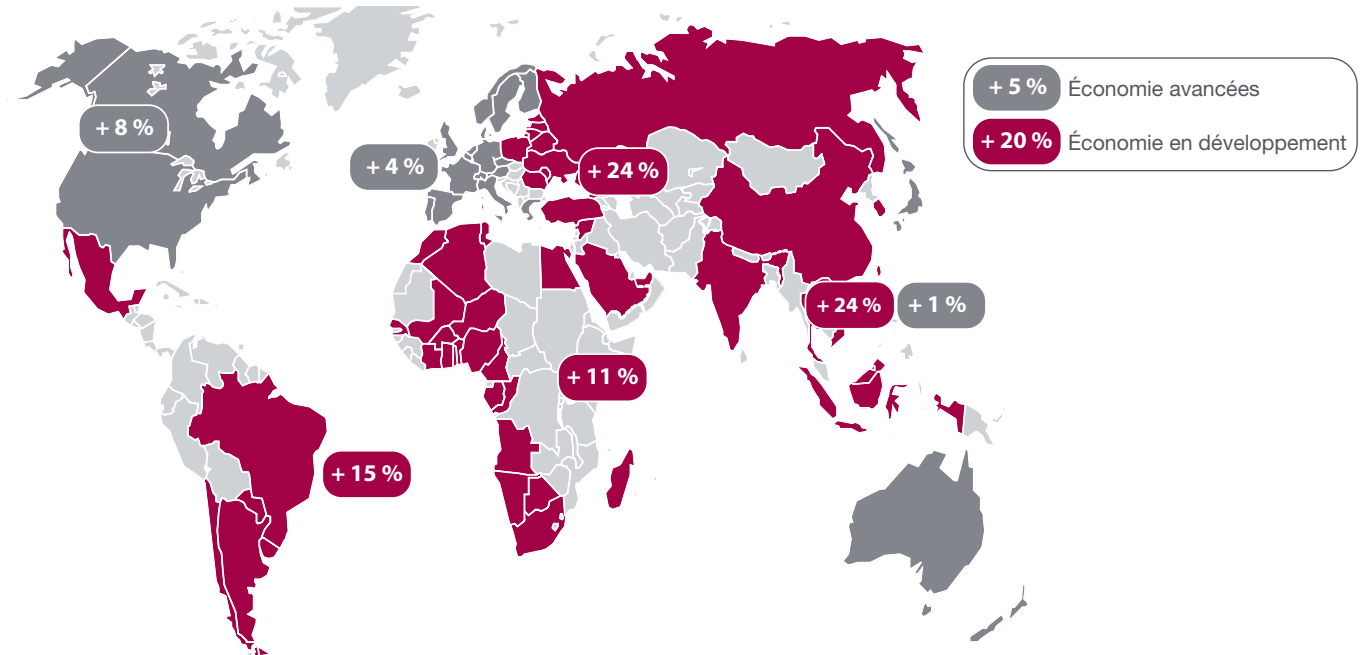 + 5 % Économie avancées
+ 20 % Économie en développement
+ 8 %
+ 4 %
+ 24 %
+ 24 %
+ 1 %
+ 11 %
+ 15 %